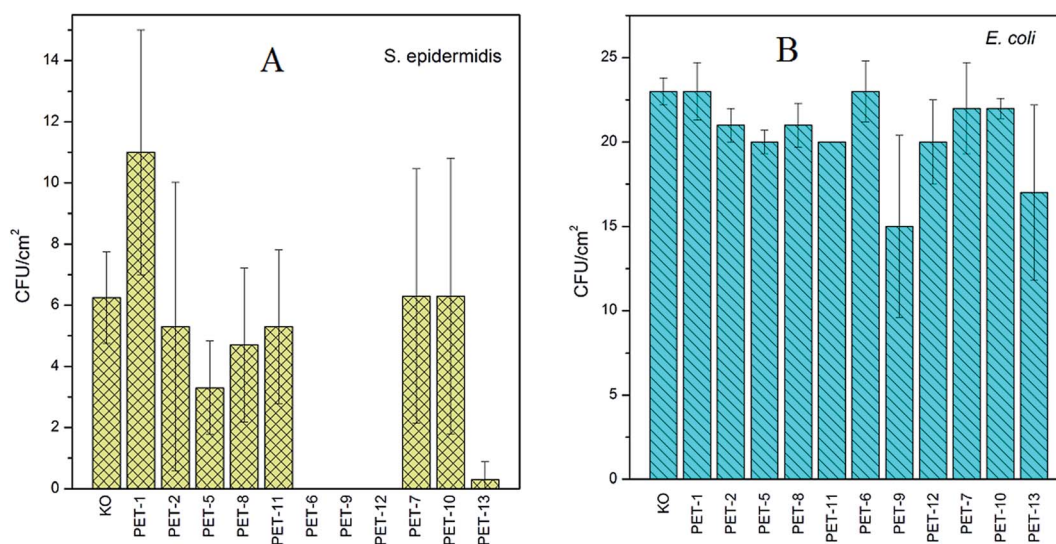 A
S. epidermidis
CFU/cm²
14
12
10
8
6
4
2
0
KO
PET-1
PET-2
PET-5
PET-8
PET-11
PET-6
PET-9
PET-12
PET-7
PET-10
PET-13
B
E. coli
CFU/cm²
25
20
15
10
5
0
KO
PET-1
PET-2
PET-5
PET-8
PET-11
PET-6
PET-9
PET-12
PET-7
PET-10
PET-13